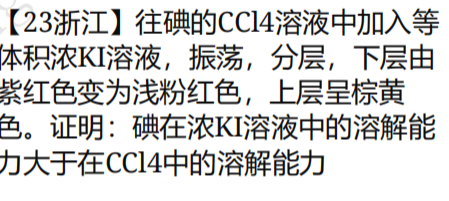 【23浙江】往碘的CCl4溶液中加入等
体积浓KI溶液，振荡，分层，下层由
紫红色变为浅粉红色，上层呈棕黄
色。证明：碘在浓KI溶液中的溶解能
力大于在CCl4中的溶解能力